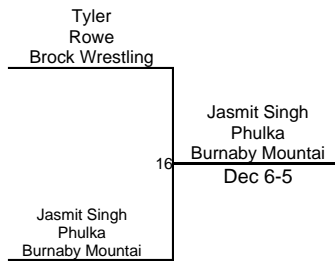 Tyler
Rowe
Brock Wrestling
16
Jasmit Singh
Phulka
Burnaby Mountai
Dec 6-5
Jasmit Singh
Phulka
Burnaby Mountai